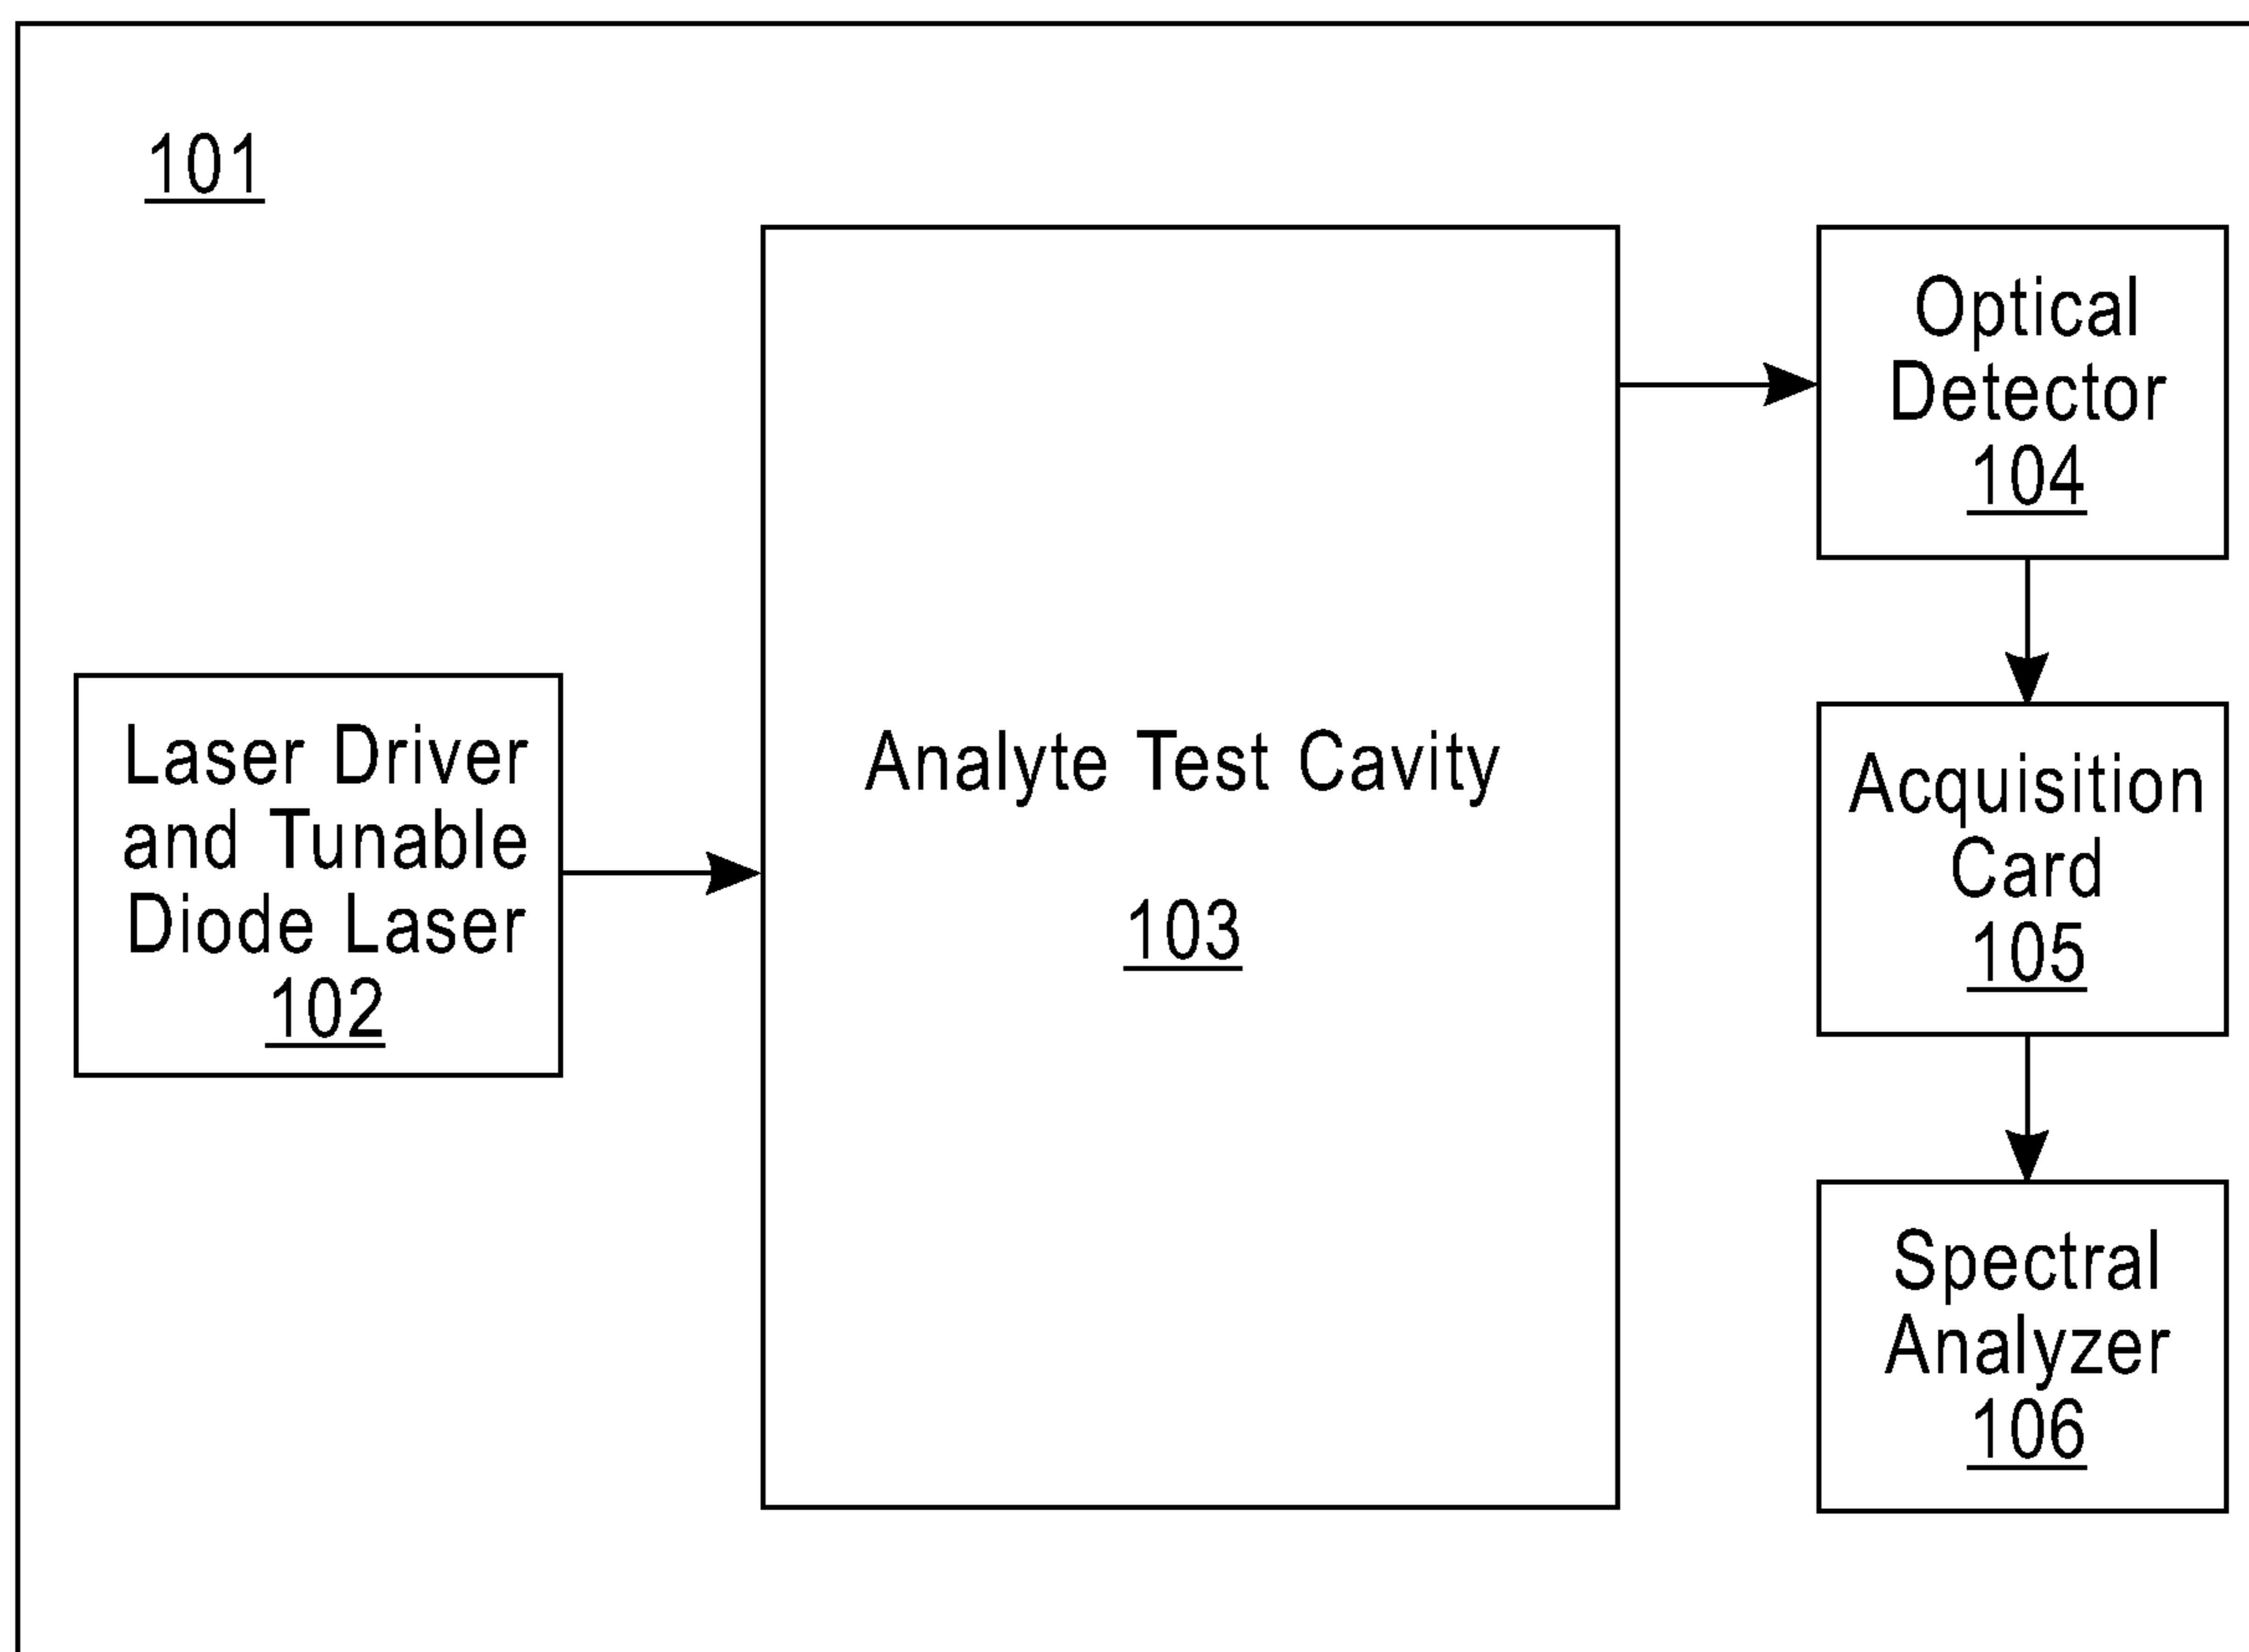 101
Laser Driver
and Tunable
Diode Laser
102
Analyte Test Cavity
103
Optical
Detector
104
Acquisition
Card
105
Spectral
Analyzer
106